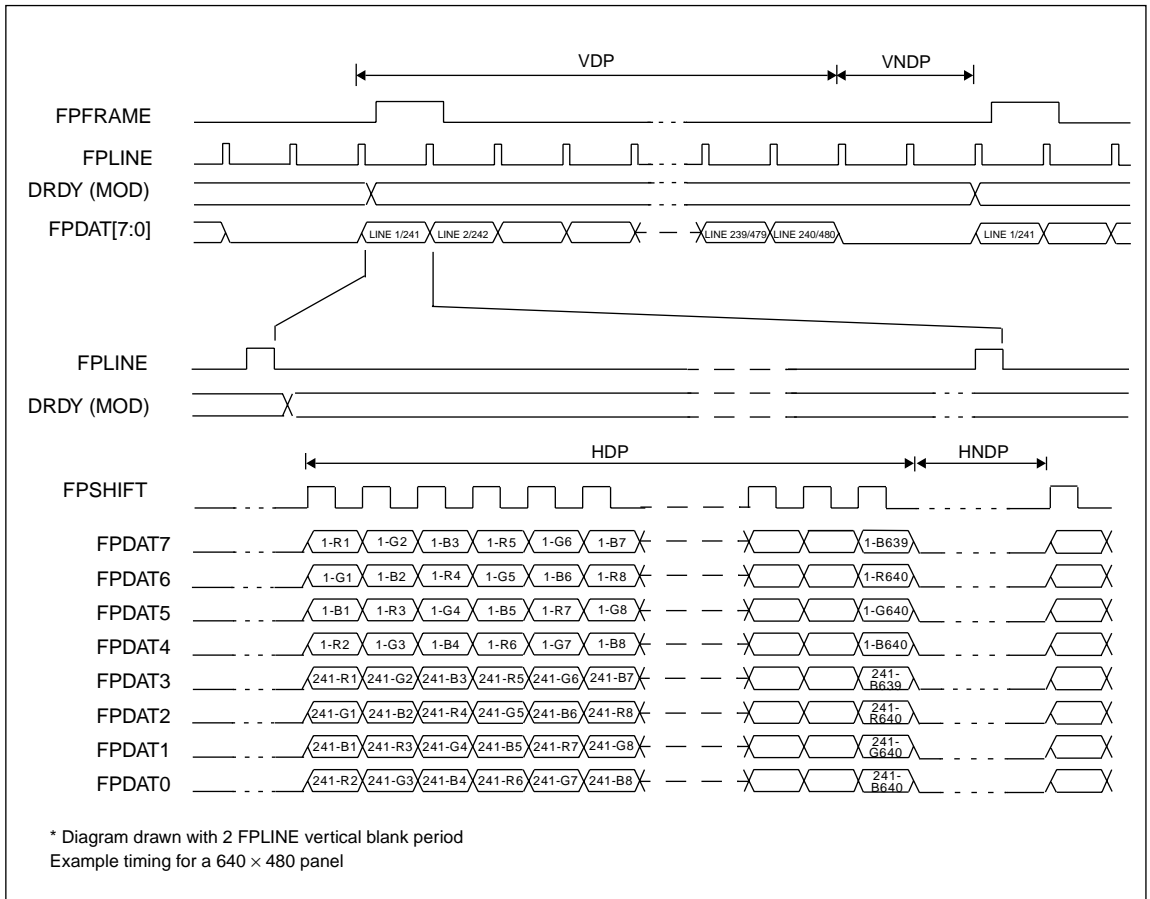 VDP VNDP
FPFRAME
FPLINE
DRDY (MOD)
FPDAT[7:0] LINE 1/241 LINE 2/242 LINE 239/479 LINE 240/480 LINE 1/241
FPLINE
DRDY (MOD)
HDP HNDP
FPSHIFT
FPDAT7 1-R1 1-G2 1-B3 1-R5 1-G6 1-B7 1-B639
FPDAT6 1-G1 1-B2 1-R4 1-G5 1-B6 1-R8 1-R640
FPDAT5 1-B1 1-R3 1-G4 1-B5 1-R7 1-G8 1-G640
FPDAT4 1-R2 1-G3 1-B4 1-R6 1-G7 1-B8 1-B640
FPDAT3 241-R1 241-G2 241-B3 241-R5 241-G6 241-B7 241-B639
FPDAT2 241-G1 241-B2 241-R4 241-G5 241-B6 241-R8 241-R640
FPDAT1 241-B1 241-R3 241-G4 241-B5 241-R7 241-G8 241-G640
FPDAT0 241-R2 241-G3 241-B4 241-R6 241-G7 241-B8 241-B640
* Diagram drawn with 2 FPLINE vertical blank period
Example timing for a 640 × 480 panel